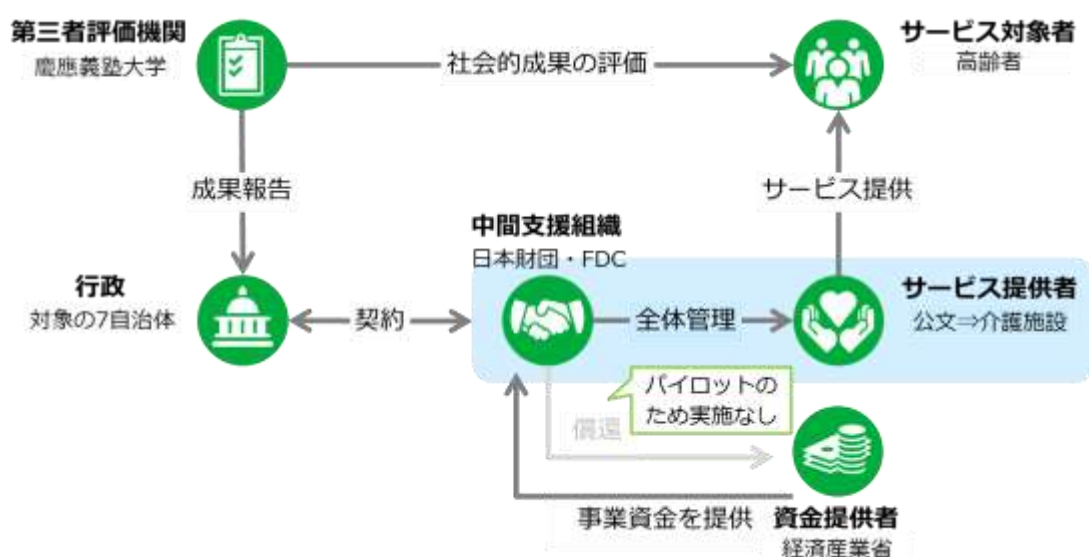 第三者評価機関
慶應義塾大学
社会的成果の評価
サービス対象者
高齢者
成果報告
サービス提供
中間支援組織
日本財団・FDC
行政
対象の7自治体
契約
全体管理
サービス提供者
公文⇒介護施設
パイロットの
ため実施なし
償還
事業資金を提供
資金提供者
経済産業省